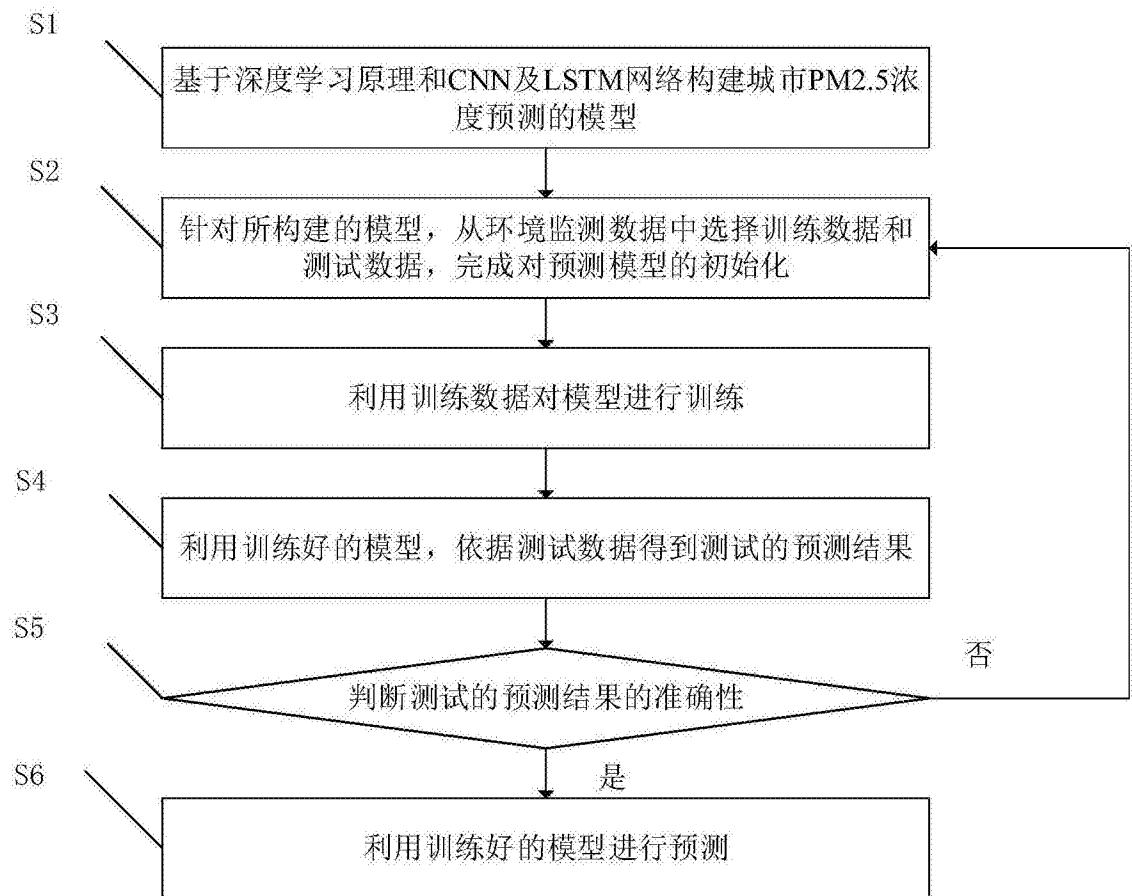 S1
基于深度学习原理和CNN及LSTM网络构建城市PM2.5浓
度预测的模型
S2
针对所构建的模型，从环境监测数据中选择训练数据和
测试数据，完成对预测模型的初始化
S3
利用训练数据对模型进行训练
S4
利用训练好的模型，依据测试数据得到测试的预测结果
S5
判断测试的预测结果的准确性
否
是
S6
利用训练好的模型进行预测